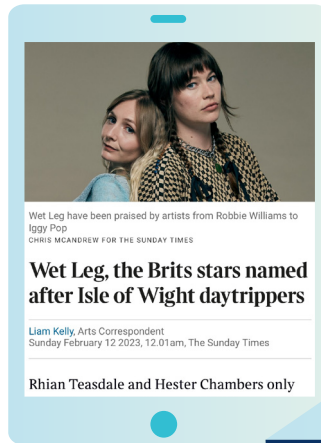 Wet Leg have been praised by artists from Robbie Williams to
Iggy Pop
CHRIS MCANDREW FOR THE SUNDAY TIMES
Wet Leg, the Brits stars named
after Isle of Wight daytrippers
Liam Kelly, Arts Correspondent
Sunday February 12 2023, 12.01am, The Sunday Times
Rhian Teasdale and Hester Chambers only